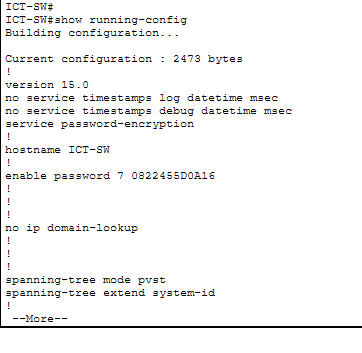 ICT-SW#
ICT-SW#show running-config
Building configuration...
Current configuration : 2473 bytes
!
version 15.0
no service timestamps log datetime msec
no service timestamps debug datetime msec
service password-encryption
!
hostname ICT-SW
!
enable password 7 0822455D0A16
!
!
!
no ip domain-lookup
!
!
!
spanning-tree mode pvst
spanning-tree extend system-id
!
--More--